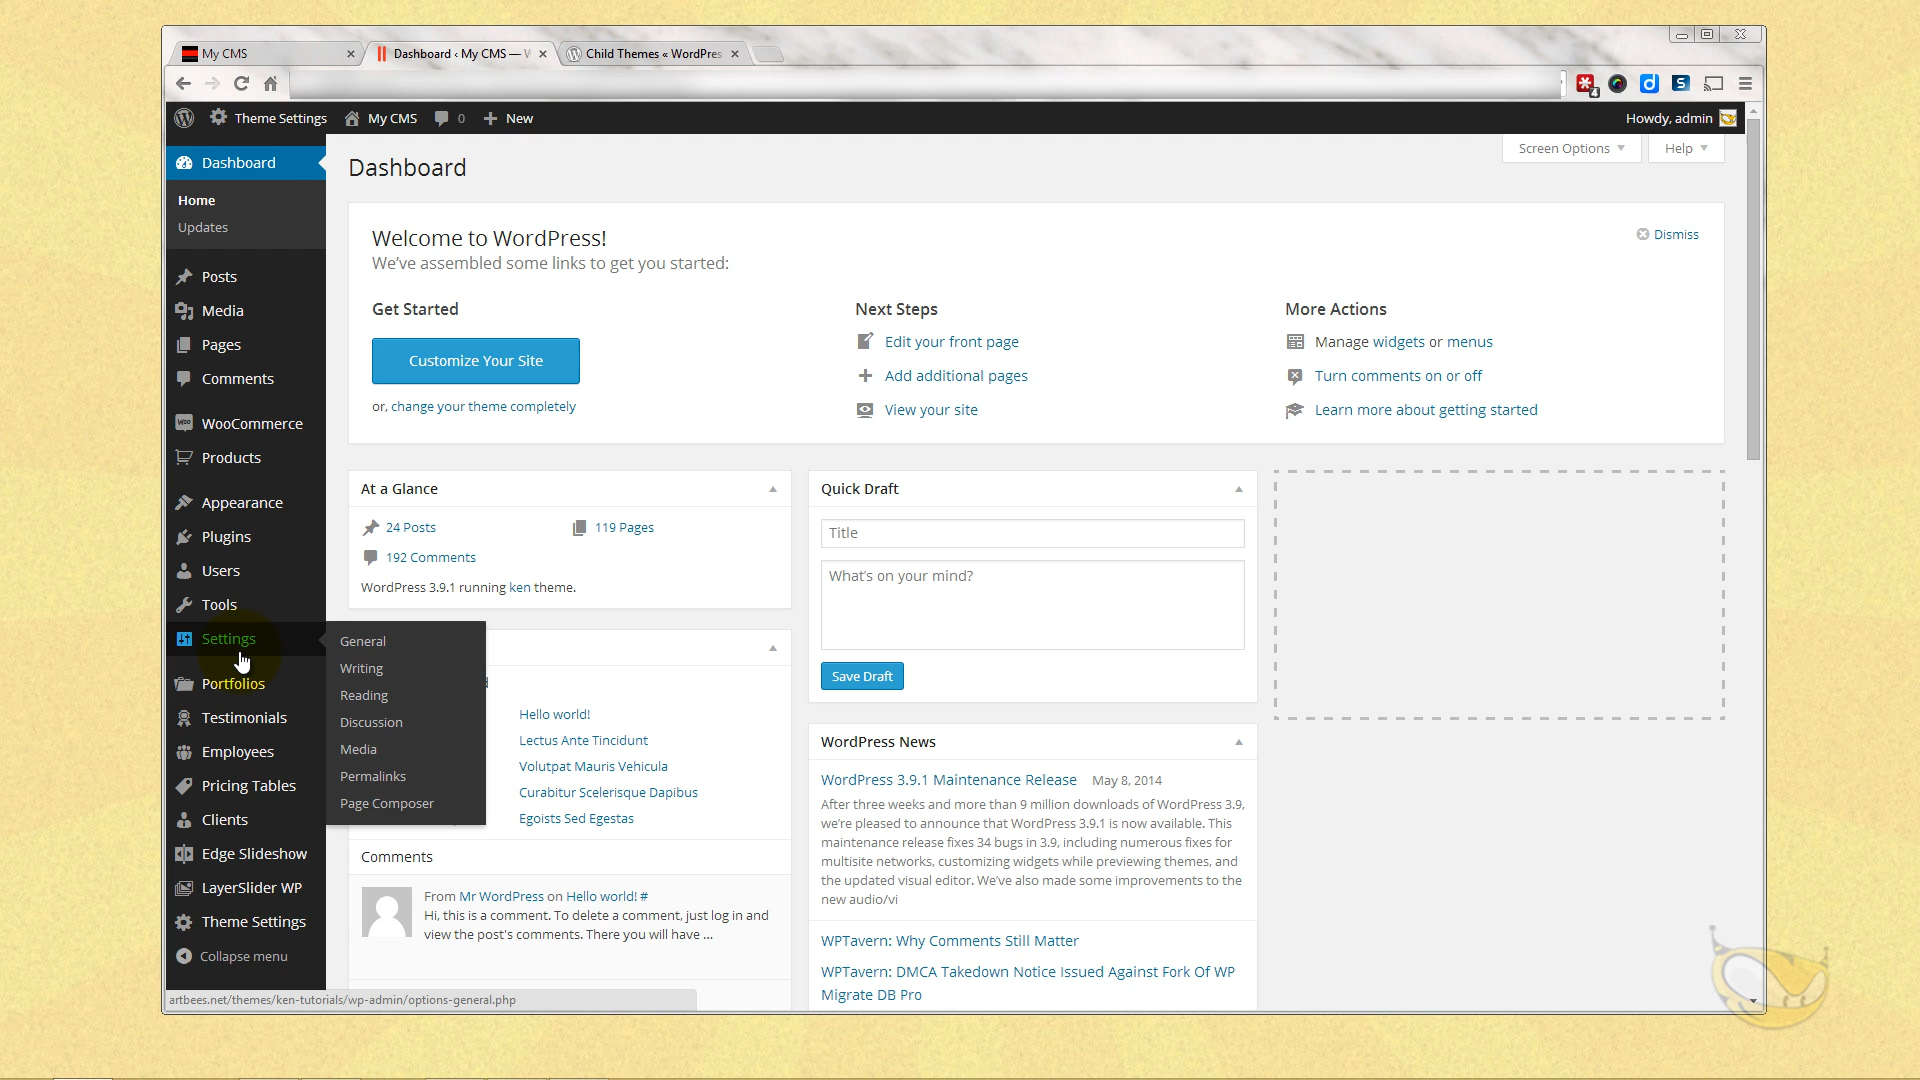 My CMS
Dashboard ‹ My CMS — W
Child Themes « WordPres
Theme Settings
My CMS
0
New
Howdy, admin
Dashboard
Home
Updates
Posts
Media
Pages
Comments
WooCommerce
Products
Appearance
Plugins
Users
Tools
Settings
Portfolios
Testimonials
Employees
Pricing Tables
Clients
Edge Slideshow
LayerSlider WP
Theme Settings
Collapse menu
General
Writing
Reading
Discussion
Media
Permalinks
Page Composer
Screen Options
Help
Dashboard
Welcome to WordPress!
We've assembled some links to get you started:
Dismiss
Get Started
Customize Your Site
or, change your theme completely
Next Steps
Edit your front page
Add additional pages
View your site
More Actions
Manage widgets or menus
Turn comments on or off
Learn more about getting started
At a Glance
24 Posts
119 Pages
192 Comments
WordPress 3.9.1 running ken theme.
Hello world!
Lectus Ante Tincidunt
Volutpat Mauris Vehicula
Curabitur Scelerisque Dapibus
Egoists Sed Egestas
Comments
From Mr WordPress on Hello world! #
Hi, this is a comment. To delete a comment, just log in and
view the post's comments. There you will have ...
Quick Draft
Title
What's on your mind?
Save Draft
WordPress News
WordPress 3.9.1 Maintenance Release May 8, 2014
After three weeks and more than 9 million downloads of WordPress 3.9,
we're pleased to announce that WordPress 3.9.1 is now available. This
maintenance release fixes 34 bugs in 3.9, including numerous fixes for
multisite networks, customizing widgets while previewing themes, and
the updated visual editor. We've also made some improvements to the
new audio/vi
WPTavern: Why Comments Still Matter
WPTavern: DMCA Takedown Notice Issued Against Fork Of WP
Migrate DB Pro
artbees.net/themes/ken-tutorials/wp-admin/options-general.php